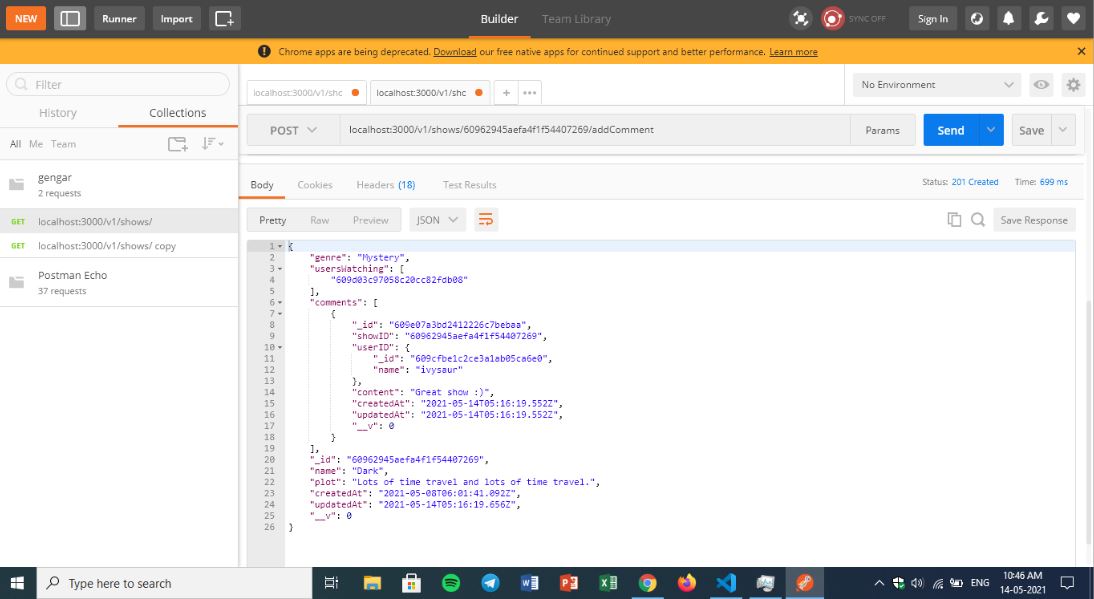 NEW Runner Import Builder Team Library SYNC OFF Sign In
! Chrome apps are being deprecated. Download our free native apps for continued support and better performance. Learn more ×
Filter
History Collections
All Me Team
gengar
2 requests
GET localhost:3000/v1/shows/
GET localhost:3000/v1/shows/ copy
Postman Echo
37 requests
localhost:3000/v1/shc localhost:3000/v1/shc + ••• No Environment
POST localhost:3000/v1/shows/60962945aefa4f1f54407269/addComment Params Send Save
Body Cookies Headers (18) Test Results Status: 201 Created Time: 699 ms
Pretty Raw Preview JSON Save Response
1 {
2 "genre": "Mystery",
3 "usersWatching": [
4 "609d03c97058c20cc82fdb08"
5 ],
6 "comments": [
7 {
8 "_id": "609e07a3bd2412226c7bebaa",
9 "showID": "60962945aefa4f1f54407269",
10 "userID": {
11 "_id": "609cfbe1c2ce3a1ab05ca6e0",
12 "name": "ivysaur"
13 },
14 "content": "Great show :)",
15 "createdAt": "2021-05-14T05:16:19.552Z",
16 "updatedAt": "2021-05-14T05:16:19.552Z",
17 "__v": 0
18 }
19 ],
20 "_id": "60962945aefa4f1f54407269",
21 "name": "Dark",
22 "plot": "Lots of time travel and lots of time travel.",
23 "createdAt": "2021-05-08T06:01:41.092Z",
24 "updatedAt": "2021-05-14T05:16:19.656Z",
25 "__v": 0
26 }
Type here to search ENG 10:46 AM
14-05-2021